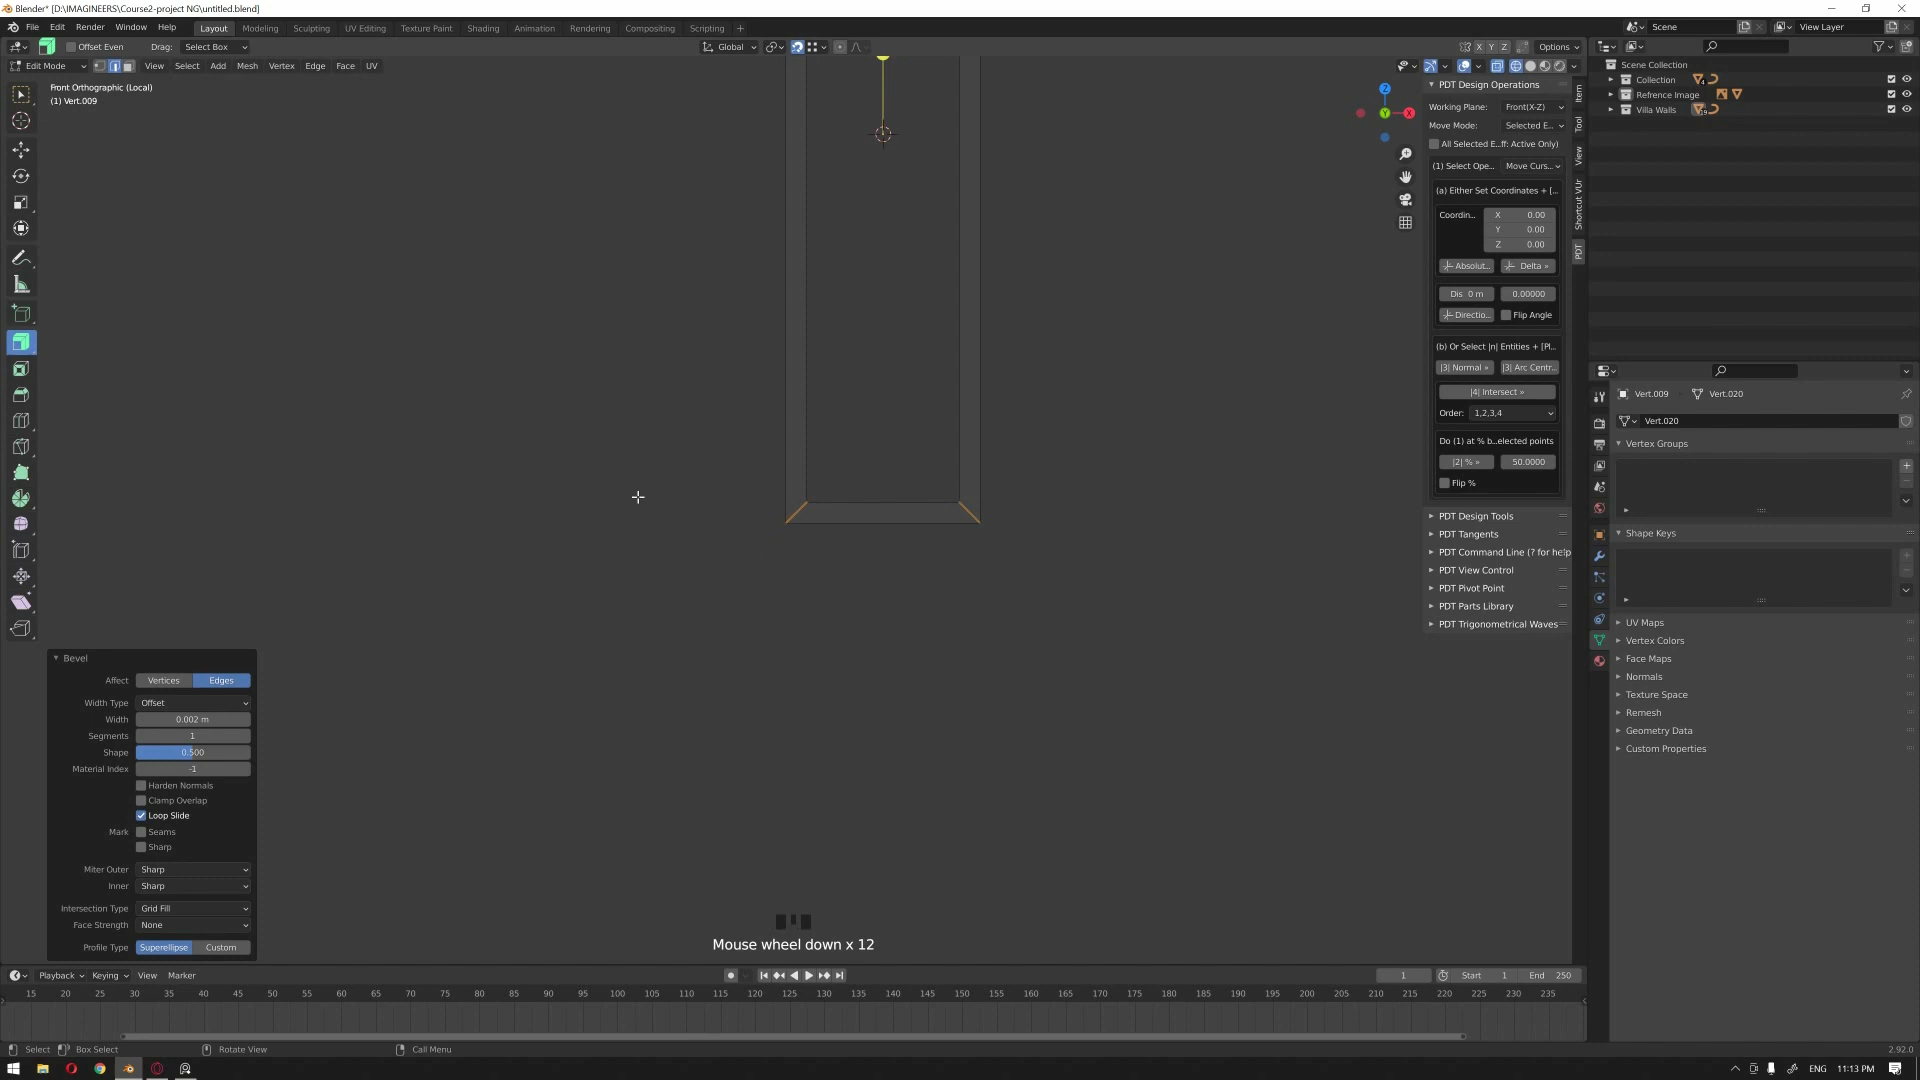 Blender* [D:\IMAGINEERS\Course2-project NG\untitled.blend]
File Edit Render Window Help Layout Modeling Sculpting UV Editing Texture Paint Shading Animation Rendering Compositing Geometry Nodes Scripting + Scene View Layer
Offset Even Drag: Select Box Global X Y Z Options
Edit Mode View Select Add Mesh Vertex Edge Face UV
Front Orthographic (Local)
(1) Vert.009
Z
Y
X
PDT Design Operations
Working Plane: Front(X-Z)
Move Mode: Selected E...
All Selected E...ff: Active Only)
(1) Select Ope... Move Curs...
(a) Either Set Coordinates + [...
Coordin... X 0.00
Y 0.00
Z 0.00
Absolut... Delta »
Dis 0 m 0.00000
Directio... Flip Angle
(b) Or Select |n| Entities + [Pl...
|3| Normal » |3| Arc Centr...
|4| Intersect »
Order: 1,2,3,4
Do (1) at % b...elected points
|2| % » 50.0000
Flip %
PDT Design Tools
PDT Tangents
PDT Command Line (? for help
PDT View Control
PDT Pivot Point
PDT Parts Library
PDT Trigonometrical Waves
Item
Tool
View
Shortcut VUr
PDT
Scene Collection
Collection 4
Refrence Image
Villa Walls
Vert.009 Vert.020
Vert.020
Vertex Groups
Shape Keys
UV Maps
Vertex Colors
Face Maps
Normals
Texture Space
Remesh
Geometry Data
Custom Properties
Bevel
Affect Vertices Edges
Width Type Offset
Width 0.002 m
Segments 1
Shape 0.500
Material Index -1
Harden Normals
Clamp Overlap
Loop Slide
Mark Seams
Sharp
Miter Outer Sharp
Inner Sharp
Intersection Type Grid Fill
Face Strength None
Profile Type Superellipse Custom
Mouse wheel down x 12
Playback Keying View Marker 1 Start 1 End 250
15 20 25 30 35 40 45 50 55 60 65 70 75 80 85 90 95 100 105 110 115 120 125 130 135 140 145 150 155 160 165 170 175 180 185 190 195 200 205 210 215 220 225 230 235
Select Box Select Rotate View Call Menu 2.92.0
ENG 11:13 PM